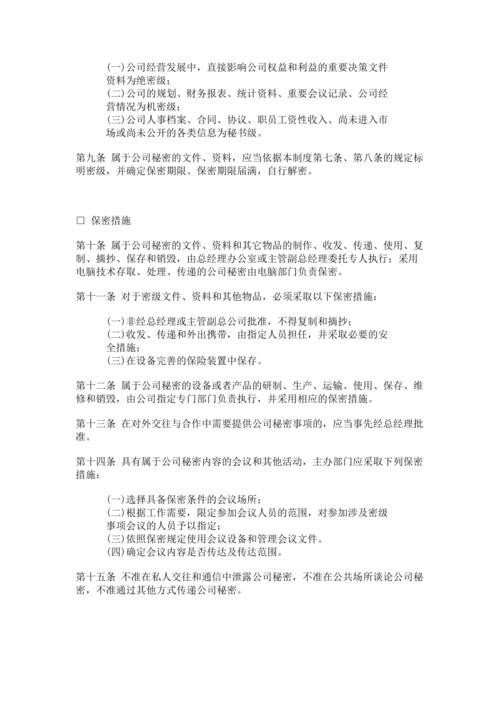 (一)公司经营发展中，直接影响公司权益和利益的重要决策文件
资料为绝密级；
(二)公司的规划、财务报表、统计资料、重要会议记录、公司经
营情况为机密级；
(三)公司人事档案、合同、协议、职员工资性收入、尚未进入市
场或尚未公开的各类信息为秘书级。
第九条 属于公司秘密的文件、资料，应当依据本制度第七条、第八条的规定标
明密级，并确定保密期限。保密期限届满，自行解密。
□ 保密措施
第十条 属于公司秘密的文件、资料和其它物品的制作、收发、传递、使用、复
制、摘抄、保存和销毁，由总经理办公室或主管副总经理委托专人执行；采用
电脑技术存取、处理、传递的公司秘密由电脑部门负责保密。
第十一条 对于密级文件、资料和其他物品，必须采取以下保密措施：
(一)非经总经理或主管副总公司批准，不得复制和摘抄；
(二)收发、传递和外出携带，由指定人员担任，并采取必要的安
全措施；
(三)在设备完善的保险装置中保存。
第十二条 属于公司秘密的设备或者产品的研制、生产、运输、使用、保存、维
修和销毁，由公司指定专门部门负责执行，并采用相应的保密措施。
第十三条 在对外交往与合作中需要提供公司秘密事项的，应当事先经总经理批
准。
第十四条 具有属于公司秘密内容的会议和其他活动，主办部门应采取下列保密
措施：
(一)选择具备保密条件的会议场所；
(二)根据工作需要，限定参加会议人员的范围，对参加涉及密级
事项会议的人员予以指定；
(三)依照保密规定使用会议设备和管理会议文件。
(四)确定会议内容是否传达及传达范围。
第十五条 不准在私人交往和通信中泄露公司秘密，不准在公共场所谈论公司秘
密，不准通过其他方式传递公司秘密。